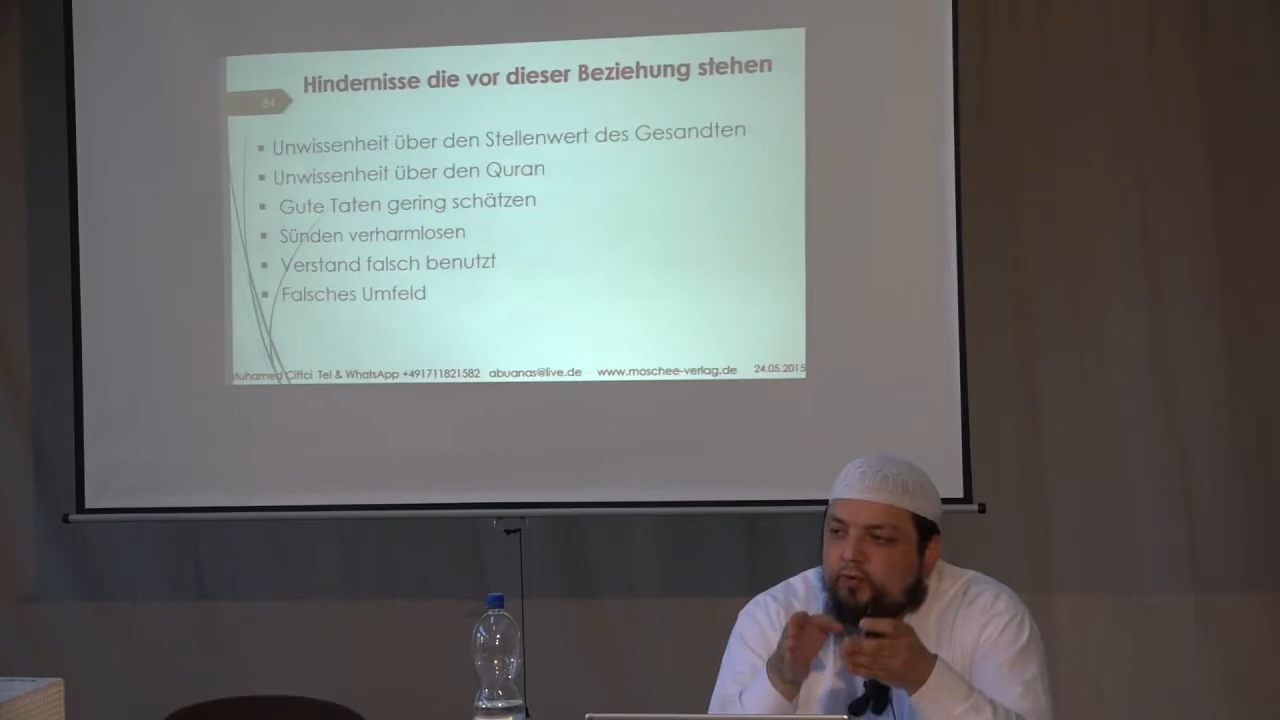 Hindernisse die vor dieser Beziehung stehen
64
Unwissenheit über den Stellenwert des Gesandten
Unwissenheit über den Quran
Gute Taten gering schätzen
Sünden verharmlosen
Verstand falsch benutzt
Falsches Umfeld
Muhamed Ciftci Tel & WhatsApp +491711821582 abuanas@live.de www.moschee-verlag.de 24.05.2015